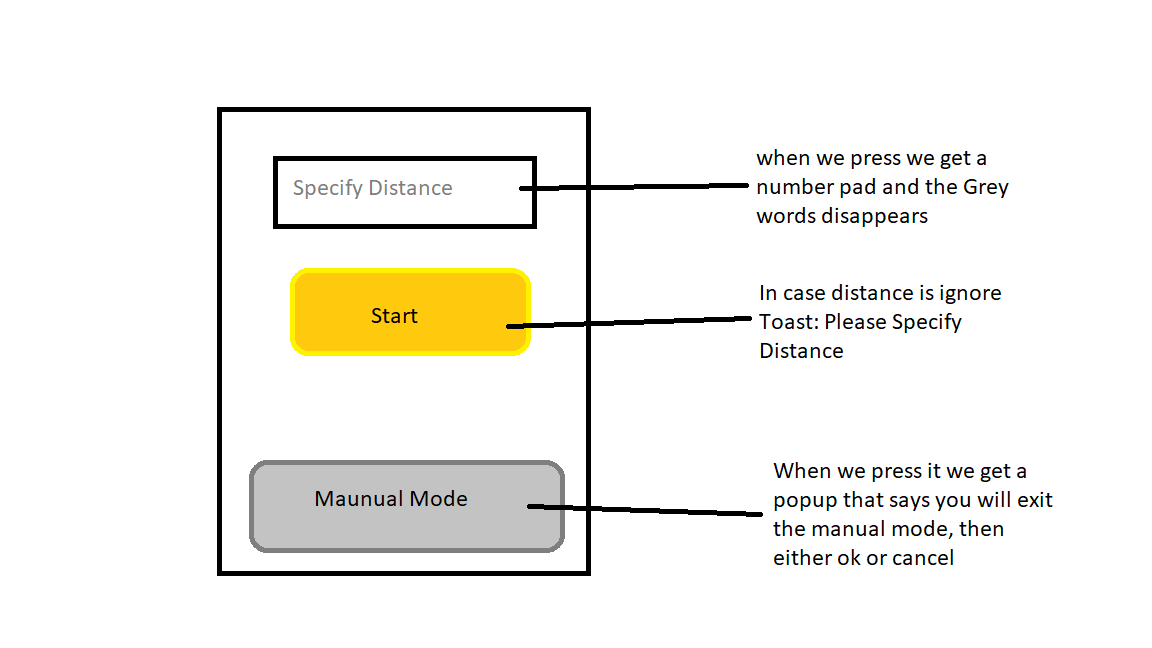 Specify Distance
when we press we get a
number pad and the Grey
words disappears
Start
In case distance is ignore
Toast: Please Specify
Distance
Maunual Mode
When we press it we get a
popup that says you will exit
the manual mode, then
either ok or cancel